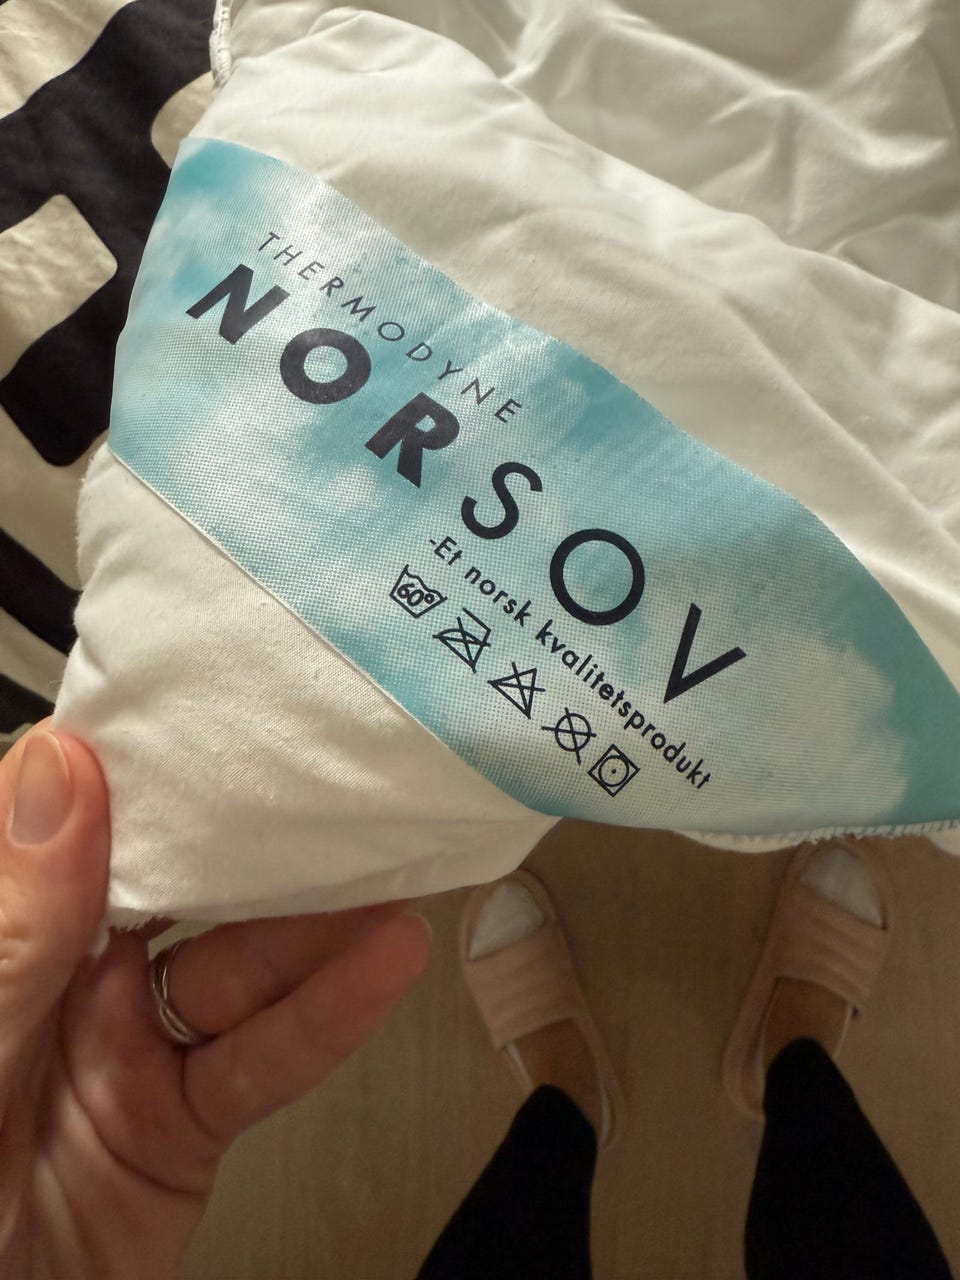 THERMODYNE
NORSOV
-Et norsk kvalitetsprodukt
60°